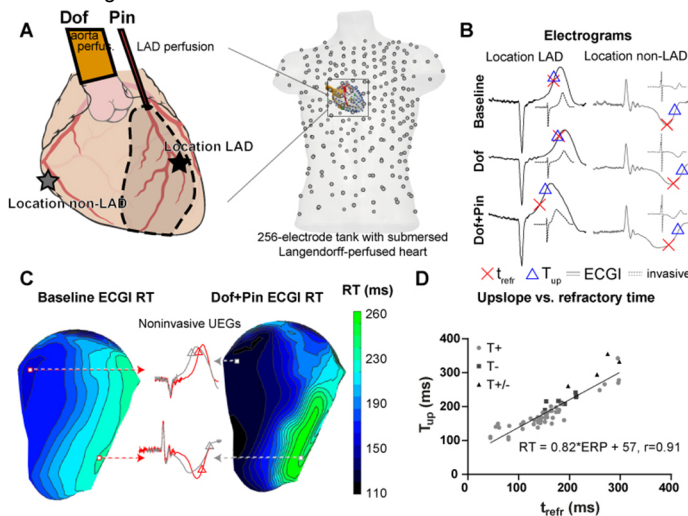 Dof Pin
A
aorta
perfus.
LAD perfusion
Location LAD
Location non-LAD
256-electrode tank with submersed
Langendorff-perfused heart
B
Electrograms
Location LAD Location non-LAD
Baseline
Dof
Dof+Pin
t_refr T_up ECGI invasive
C
Baseline ECGI RT Dof+Pin ECGI RT RT (ms)
Noninvasive UEGs
260
230
190
150
110
D
Upslope vs. refractory time
T+
T-
T+/-
400
300
200
100
0
T_up (ms)
RT = 0.82*ERP + 57, r=0.91
0 100 200 300 400
t_refr (ms)